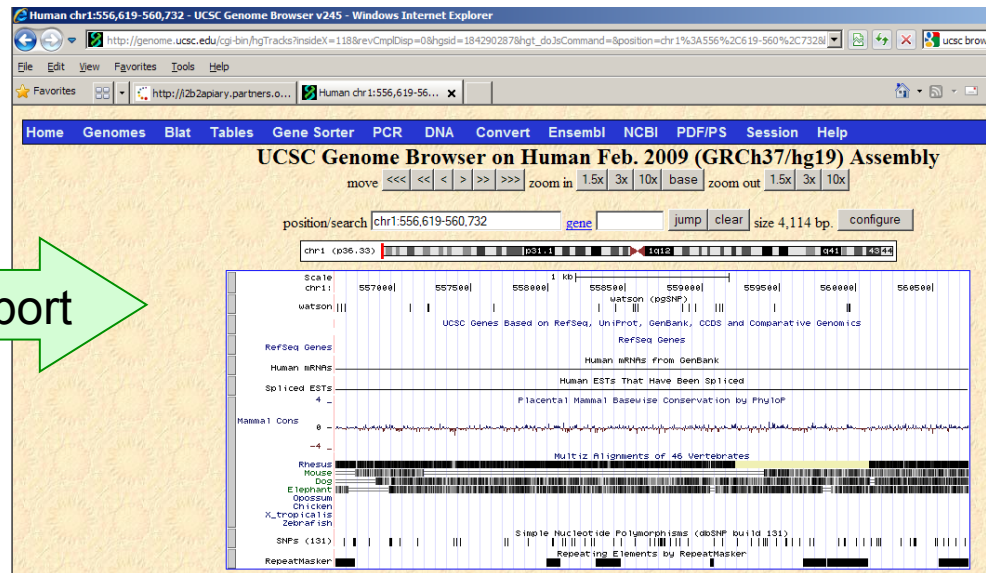 Human chr1:556,619-560,732 - UCSC Genome Browser v245 - Windows Internet Explorer
http://genome.ucsc.edu/cgi-bin/hgTracks?insideX=118&revCmplDisp=0&hgsid=184290287&hgt_doJsCommand=&position=chr1%3A556%2C619-560%2C732& ucsc brow
File Edit View Favorites Tools Help
Favorites http://i2b2apiary.partners.o... Human chr1:556,619-56... x
Home Genomes Blat Tables Gene Sorter PCR DNA Convert Ensembl NCBI PDF/PS Session Help
UCSC Genome Browser on Human Feb. 2009 (GRCh37/hg19) Assembly
move <<< << < > >> >>> zoom in 1.5x 3x 10x base zoom out 1.5x 3x 10x
position/search chr1:556,619-560,732 gene jump clear size 4,114 bp. configure
chr1 (p36.33) p31.1 1q12 q41 4344
port
Scale 1 kb
chr1: 557000 557500 558000 558500 559000 559500 560000 560500
watson (pgSNP)
watson
UCSC Genes Based on RefSeq, UniProt, GenBank, CCDS and Comparative Genomics
RefSeq Genes
RefSeq Genes
Human mRNAs from GenBank
Human mRNAs
Human ESTs That Have Been Spliced
Spliced ESTs
Placental Mammal Basewise Conservation by PhyloP
4 _
Mammal Cons 0 -
-4 _
Multiz Alignments of 46 Vertebrates
Rhesus
Mouse
Dog
Elephant
Opossum
Chicken
X_tropicalis
Zebrafish
Simple Nucleotide Polymorphisms (dbSNP build 131)
SNPs (131)
Repeating Elements by RepeatMasker
RepeatMasker